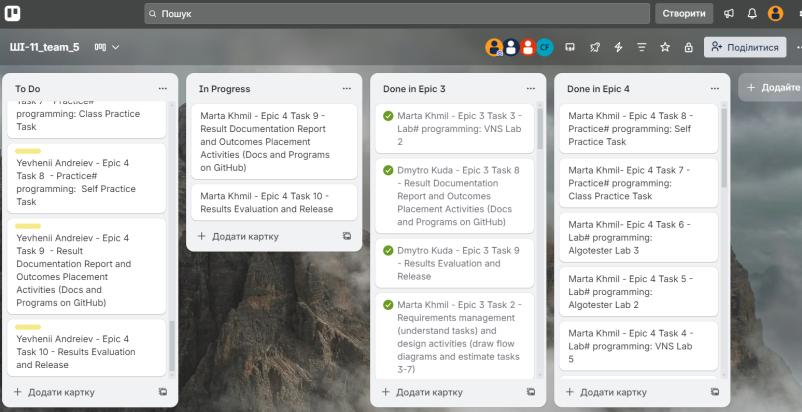 Пошук
Створити
ШІ-11_team_5
CF
Поділитися
To Do
Task 7 - Practice#
programming: Class Practice
Task
Yevhenii Andreiev - Epic 4
Task 8 - Practice#
programming: Self Practice
Task
Yevhenii Andreiev - Epic 4
Task 9 - Result
Documentation Report and
Outcomes Placement
Activities (Docs and
Programs on GitHub)
Yevhenii Andreiev - Epic 4
Task 10 - Results Evaluation
and Release
+ Додати картку
In Progress
Marta Khmil - Epic 4 Task 9 -
Result Documentation Report
and Outcomes Placement
Activities (Docs and Programs
on GitHub)
Marta Khmil - Epic 4 Task 10 -
Results Evaluation and Release
+ Додати картку
Done in Epic 3
Marta Khmil - Epic 3 Task 3 -
Lab# programming: VNS Lab
2
Dmytro Kuda - Epic 3 Task 8
- Result Documentation
Report and Outcomes
Placement Activities (Docs
and Programs on GitHub)
Dmytro Kuda - Epic 3 Task 9
- Results Evaluation and
Release
Marta Khmil - Epic 3 Task 2 -
Requirements management
(understand tasks) and
design activities (draw flow
diagrams and estimate tasks
3-7)
+ Додати картку
Done in Epic 4
Marta Khmil - Epic 4 Task 8 -
Practice# programming: Self
Practice Task
Marta Khmil- Epic 4 Task 7 -
Practice# programming:
Class Practice Task
Marta Khmil- Epic 4 Task 6 -
Lab# programming:
Algotester Lab 3
Marta Khmil - Epic 4 Task 5 -
Lab# programming:
Algotester Lab 2
Marta Khmil - Epic 4 Task 4 -
Lab# programming: VNS Lab
5
+ Додати картку
+ Додайте